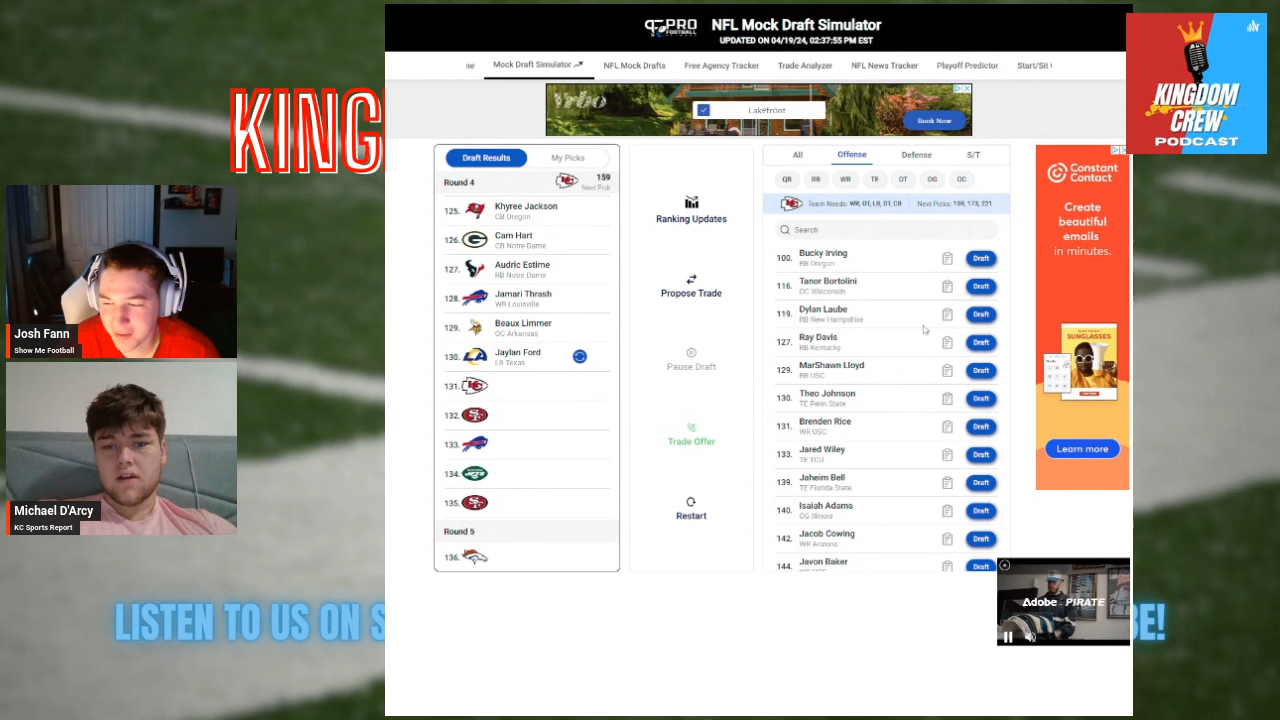 PRO
FOOTBALL
NFL Mock Draft Simulator
UPDATED ON 04/19/24, 02:37:55 PM EST
Mock Draft Simulator
NFL Mock Drafts
Free Agency Tracker
Trade Analyzer
NFL News Tracker
Playoff Predictor
Start/Sit
Vrbo
Lakefront
Book Now
KINGDOM
CREW
PODCAST
KING
Draft Results
My Picks
Round 4
159
Next Pick
125.
Khyree Jackson
CB Oregon
126.
Cam Hart
CB Notre Dame
127.
Audric Estime
RB Notre Dame
128.
Jamari Thrash
WR Louisville
129.
Beaux Limmer
OC Arkansas
130.
Jaylan Ford
LB Texas
131.
132.
133.
134.
135.
Round 5
136.
Ranking Updates
Propose Trade
Pause Draft
Trade Offer
Restart
All
Offense
Defense
S/T
QB
RB
WR
TE
OT
OG
OC
Team Needs: WR, OT, LB, DT, CB
Next Picks: 159, 173, 221
Search
100.
Bucky Irving
RB Oregon
Draft
116.
Tanor Bortolini
OC Wisconsin
Draft
119.
Dylan Laube
RB New Hampshire
Draft
127.
Ray Davis
RB Kentucky
Draft
129.
MarShawn Lloyd
RB USC
Draft
130.
Theo Johnson
TE Penn State
Draft
131.
Brenden Rice
WR USC
Draft
133.
Jared Wiley
TE TCU
Draft
139.
Jaheim Bell
TE Florida State
Draft
140.
Isaiah Adams
OG Illinois
Draft
142.
Jacob Cowing
WR Arizona
Draft
144.
Javon Baker
Draft
Constant
Contact
Create
beautiful
emails
in minutes.
SUNGLASSES
Learn more
Adobe
PIRATE
Josh Fann
Show Me Football
Michael D'Arcy
KC Sports Report
LISTEN TO US ON S
BE!